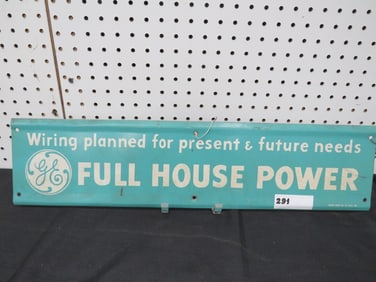 Wiring planned for present & future needs
GE FULL HOUSE POWER
291